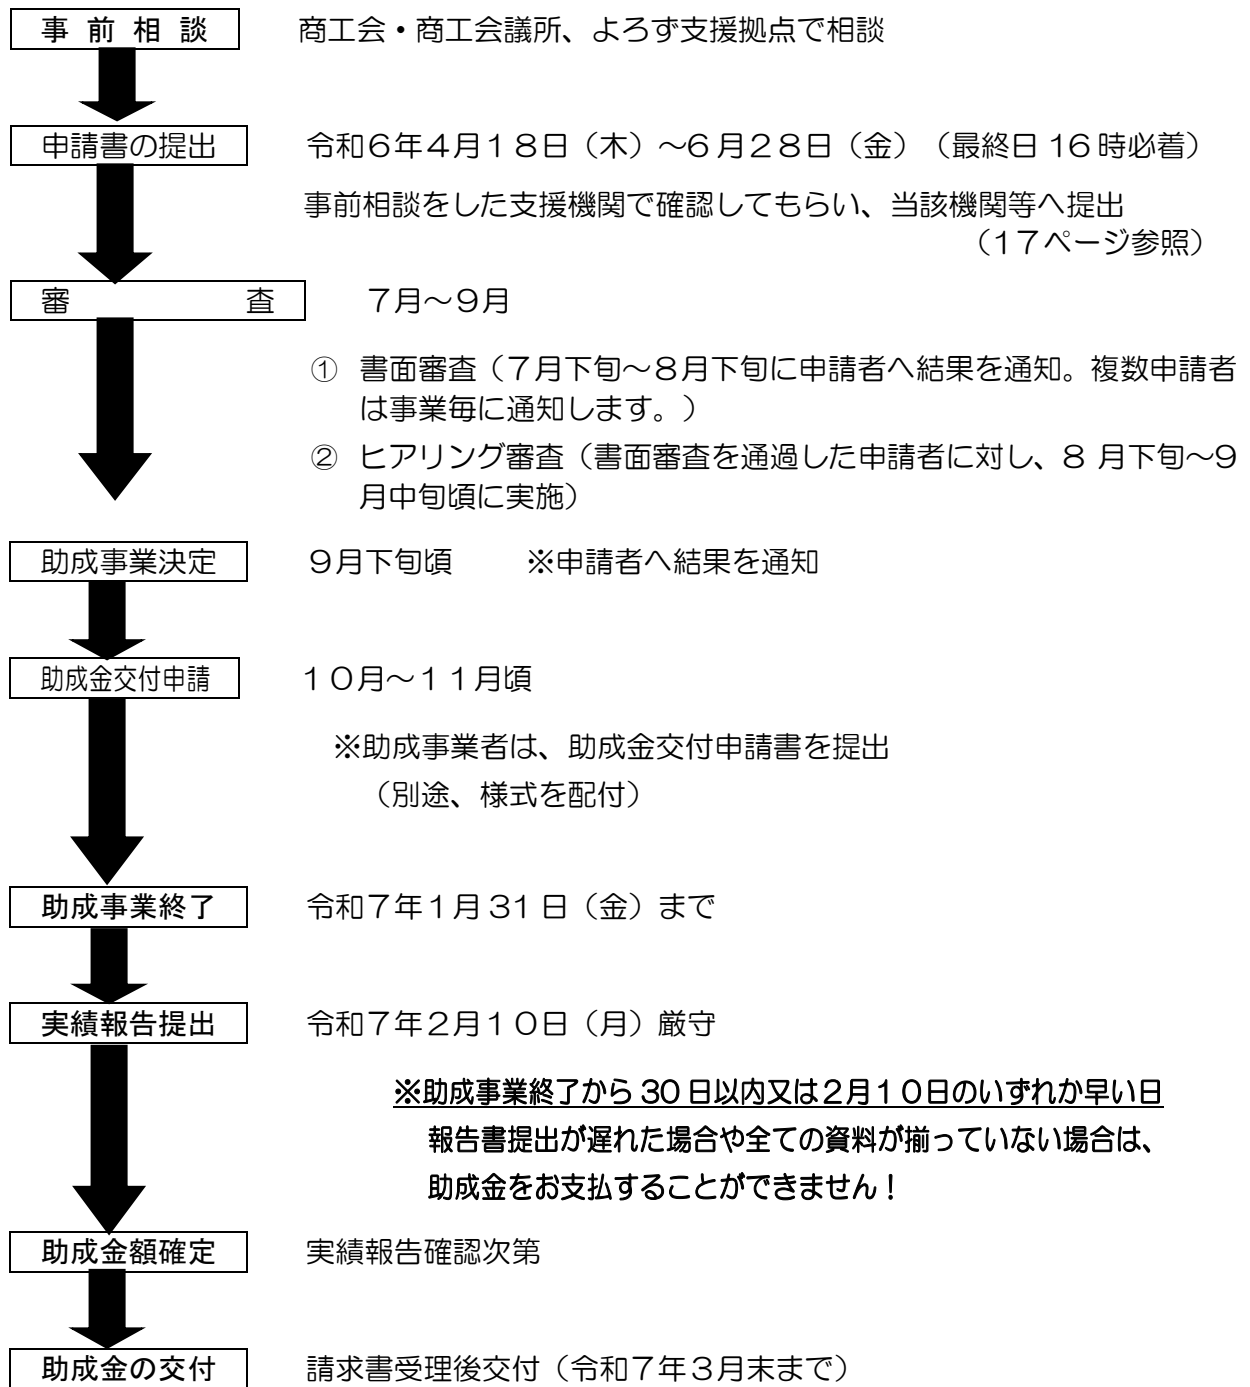 事前相談 商工会・商工会議所、よろず支援拠点で相談
申請書の提出 令和6年4月18日（木）～6月28日（金）（最終日 16 時必着）
事前相談をした支援機関で確認してもらい、当該機関等へ提出
（17ページ参照）
審査 7月～9月
① 書面審査（7月下旬～8月下旬に申請者へ結果を通知。複数申請者
は事業毎に通知します。）
② ヒアリング審査（書面審査を通過した申請者に対し、8 月下旬～9
月中旬頃に実施）
助成事業決定 9月下旬頃 ※申請者へ結果を通知
助成金交付申請 10月～11月頃
※助成事業者は、助成金交付申請書を提出
（別途、様式を配付）
助成事業終了 令和7年1月 31 日（金）まで
実績報告提出 令和7年2月10日（月）厳守
※助成事業終了から 30 日以内又は2月10日のいずれか早い日
報告書提出が遅れた場合や全ての資料が揃っていない場合は、
助成金をお支払することができません！
助成金額確定 実績報告確認次第
助成金の交付 請求書受理後交付（令和7年3月末まで）